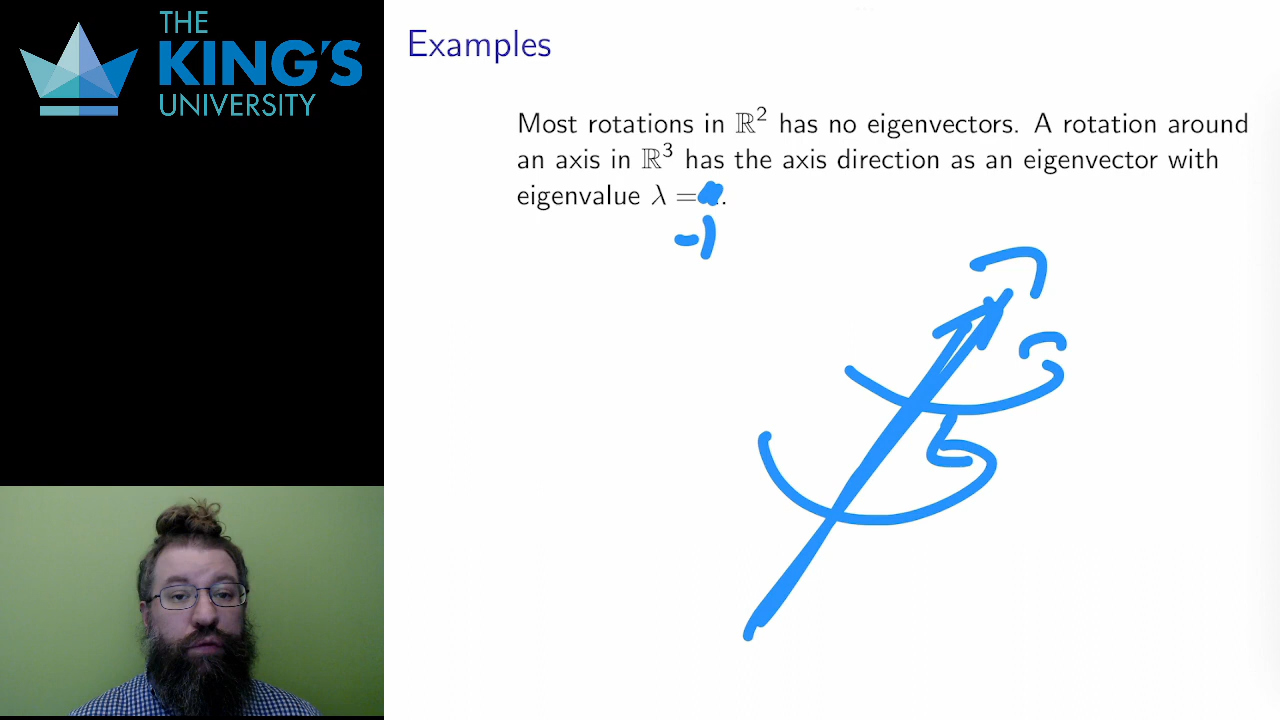 THE
KING'S
UNIVERSITY
Examples
Most rotations in ℝ² has no eigenvectors. A rotation around
an axis in ℝ³ has the axis direction as an eigenvector with
eigenvalue λ = .
-1